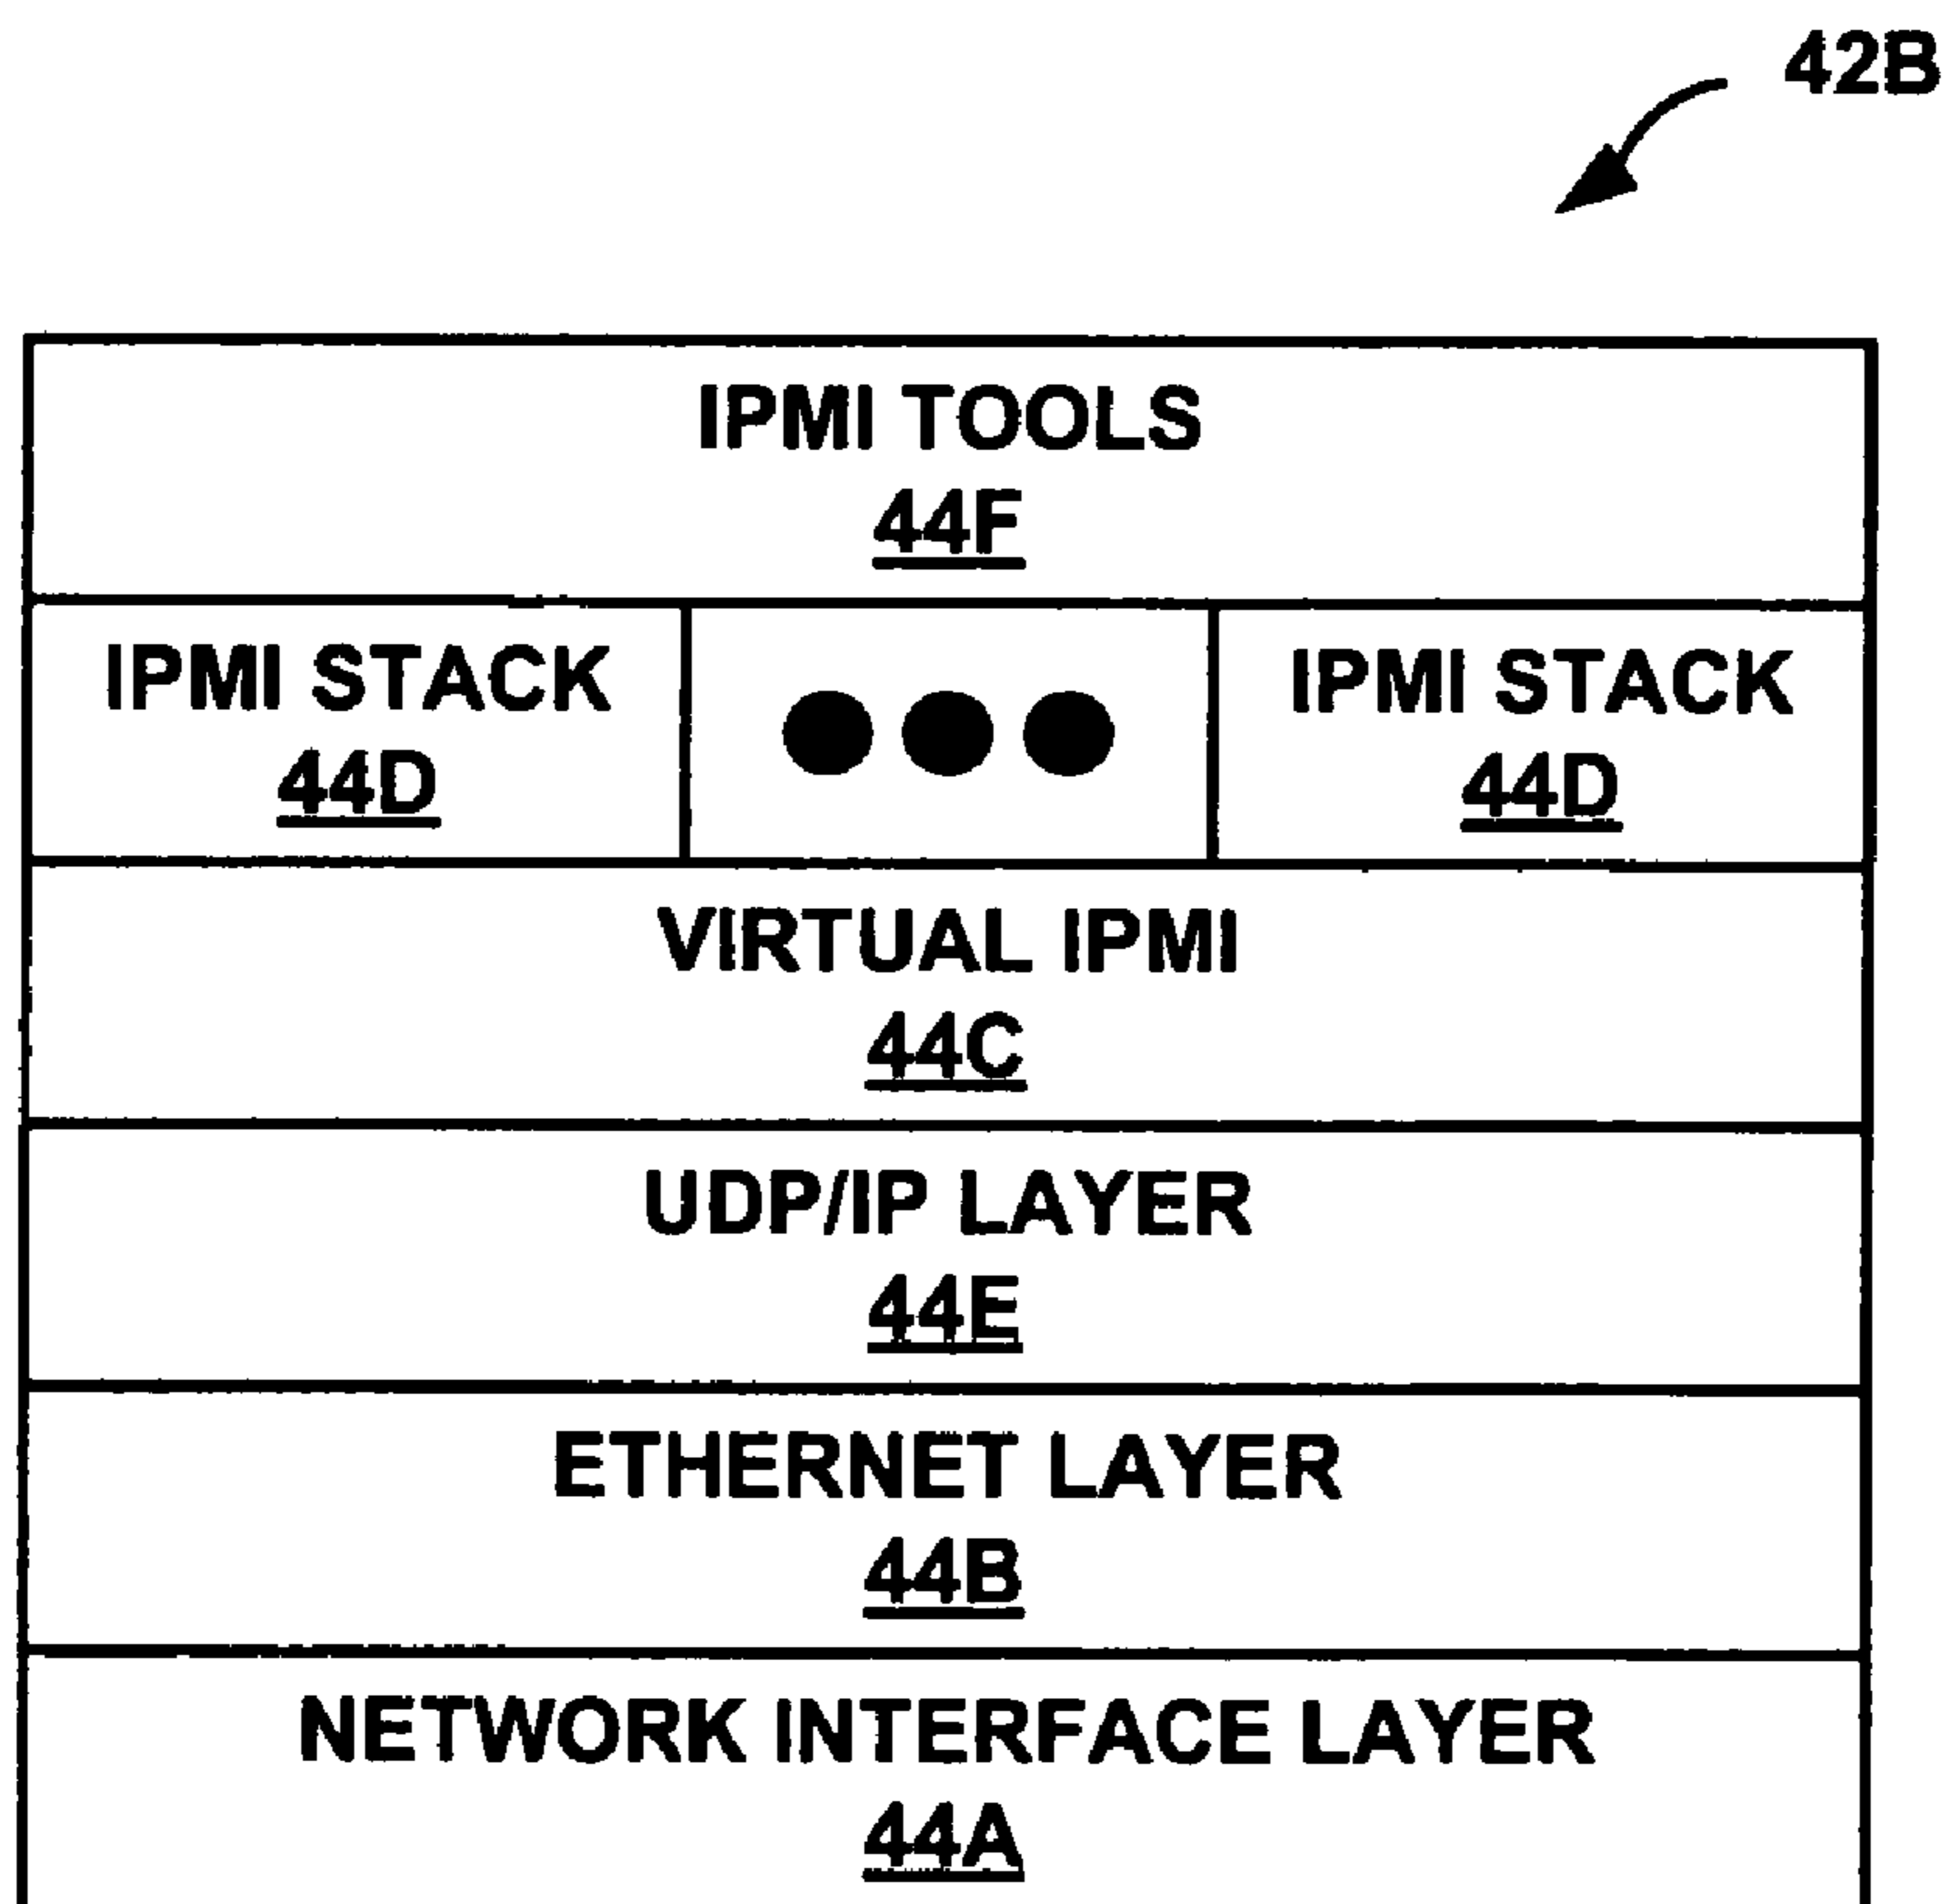 42B
IPMI TOOLS
44F
IPMI STACK
44D
IPMI STACK
44D
VIRTUAL IPMI
44C
UDP/IP LAYER
44E
ETHERNET LAYER
44B
NETWORK INTERFACE LAYER
44A